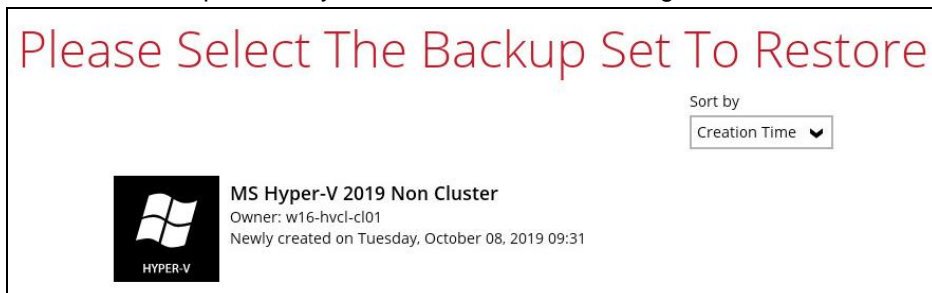 Please Select The Backup Set To Restore
Sort by
Creation Time
HYPER-V
MS Hyper-V 2019 Non Cluster
Owner: w16-hvcl-cl01
Newly created on Tuesday, October 08, 2019 09:31